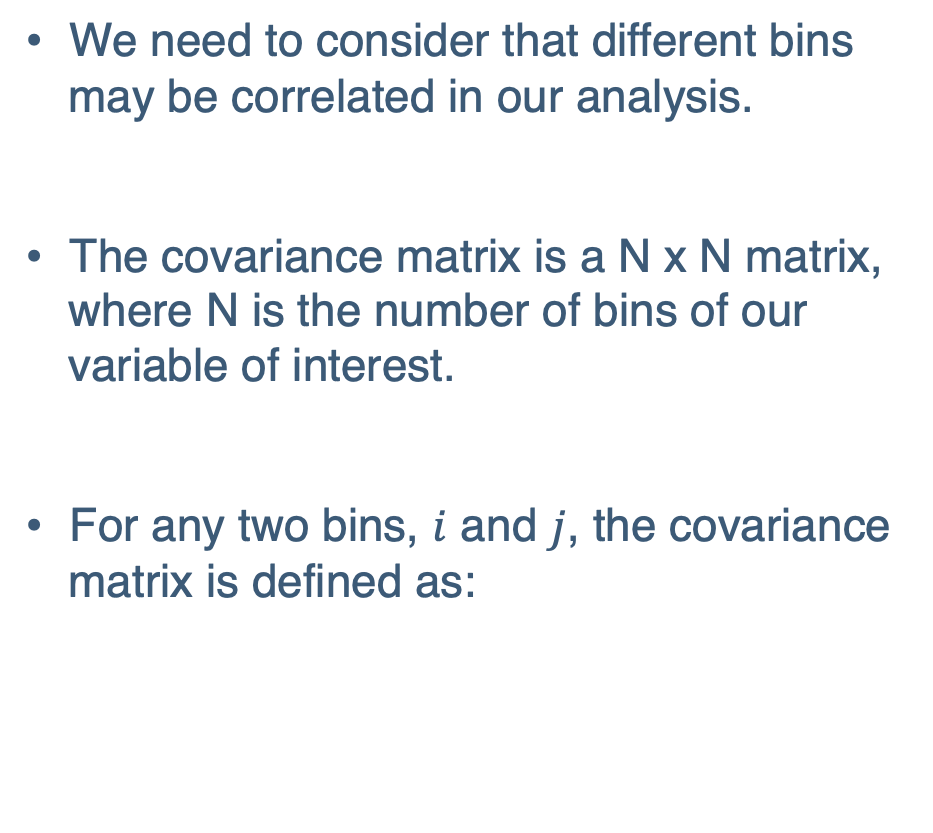 • We need to consider that different bins
may be correlated in our analysis.
• The covariance matrix is a N x N matrix,
where N is the number of bins of our
variable of interest.
• For any two bins, i and j, the covariance
matrix is defined as: